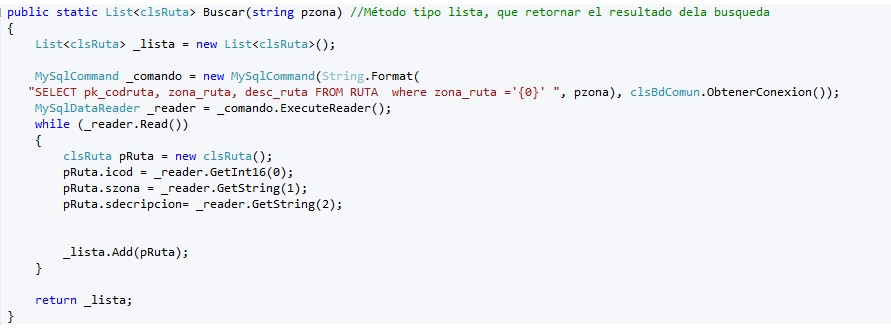 public static List<clsRuta> Buscar(string pzona) //Método tipo lista, que retornar el resultado dela busqueda
{
List<clsRuta> _lista = new List<clsRuta>();
MySqlCommand _comando = new MySqlCommand(String.Format(
"SELECT pk_codruta, zona_ruta, desc_ruta FROM RUTA  where zona_ruta ='{0}' ", pzona), clsBdComun.ObtenerConexion());
MySqlDataReader _reader = _comando.ExecuteReader();
while (_reader.Read())
{
clsRuta pRuta = new clsRuta();
pRuta.icod = _reader.GetInt16(0);
pRuta.szona = _reader.GetString(1);
pRuta.sdecripcion= _reader.GetString(2);
_lista.Add(pRuta);
}
return _lista;
}